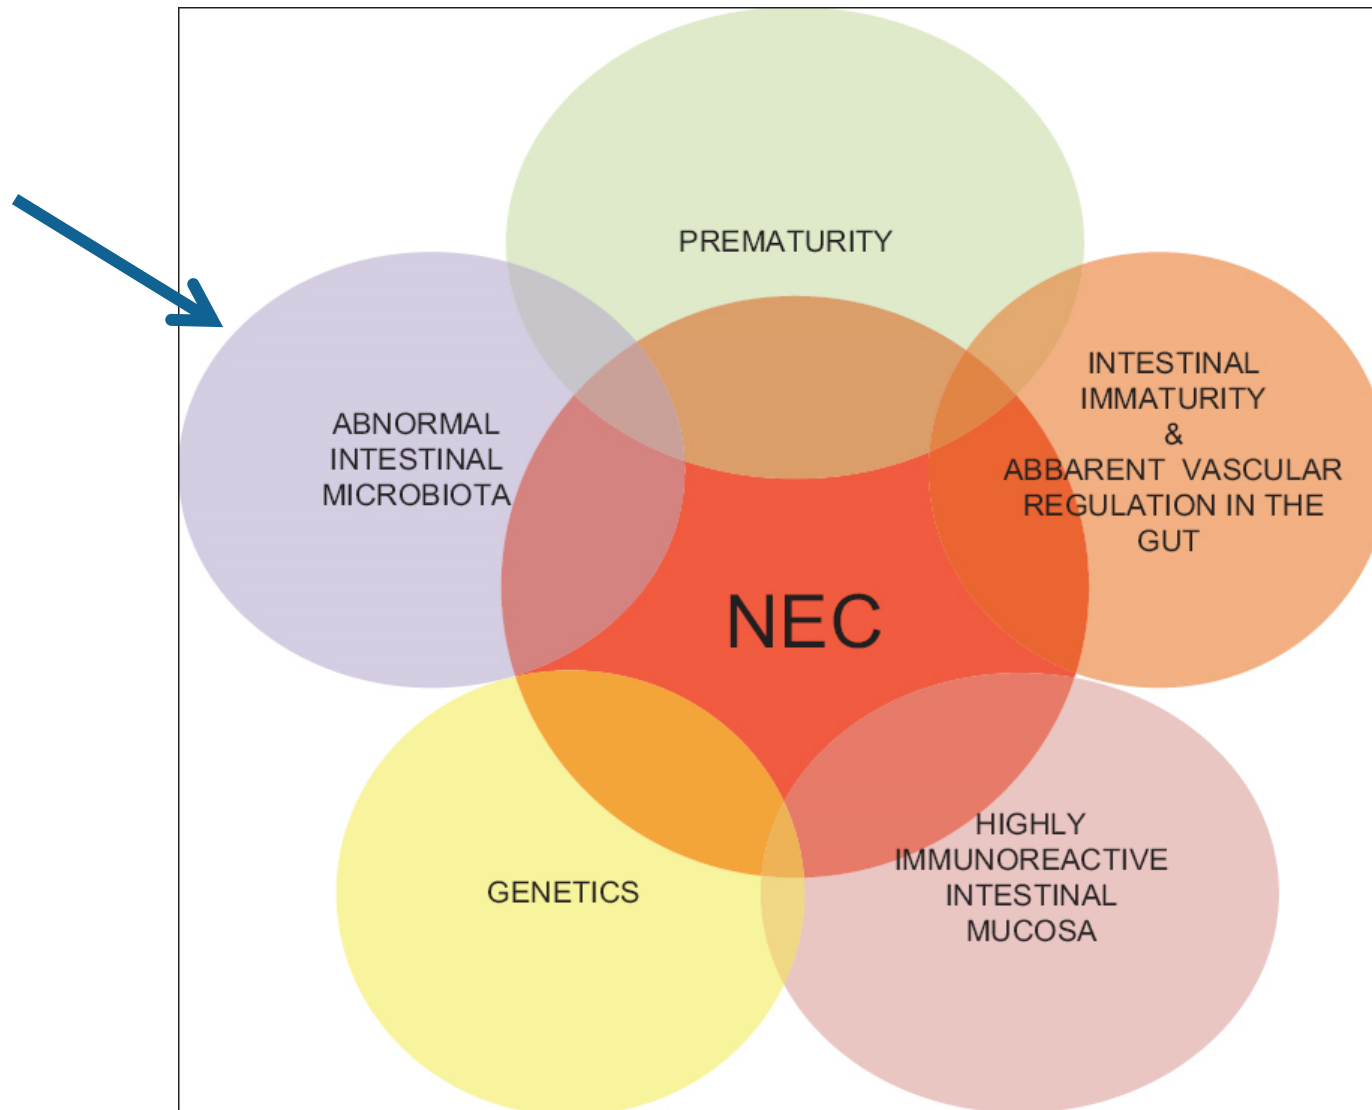 PREMATURITY
ABNORMAL
INTESTINAL
MICROBIOTA
INTESTINAL
IMMATURITY
&
ABBARENT VASCULAR
REGULATION IN THE
GUT
NEC
GENETICS
HIGHLY
IMMUNOREACTIVE
INTESTINAL
MUCOSA